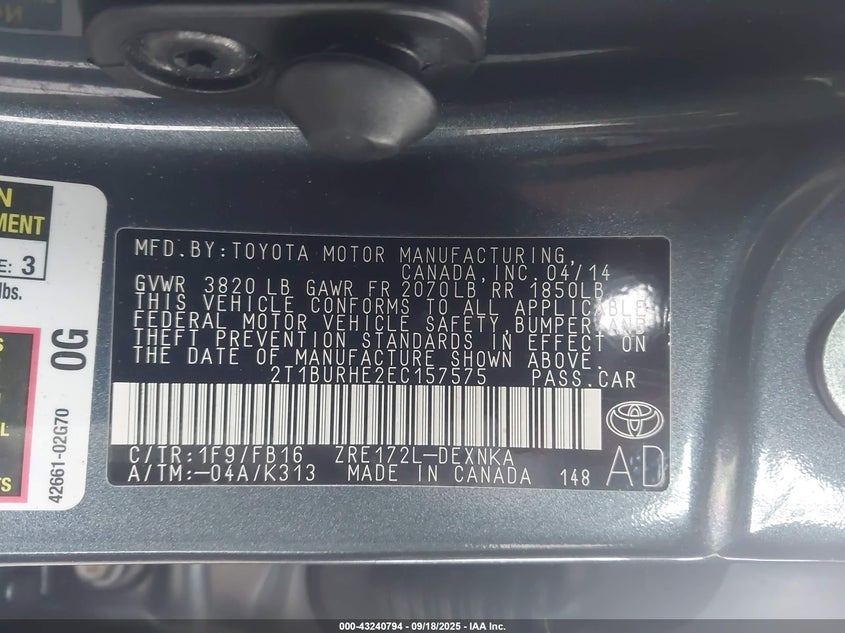 N
MENT
E: 3
lbs.
S
L
42661-02G70
0G
MFD.BY:TOYOTA MOTOR MANUFACTURING,
CANADA,INC.04/14
GVWR 3820 LB GAWR FR 2070LB RR 1850LB
THIS VEHICLE CONFORMS TO ALL APPLICABLE
FEDERAL MOTOR VEHICLE SAFETY,BUMPER AND
THEFT PREVENTION STANDARDS IN EFFECT ON
THE DATE OF MANUFACTURE SHOWN ABOVE.
2T1BURHE2EC157575 PASS.CAR
C/TR:1F9/FB16 ZRE172L-DEXNKA
A/TM:-04A/K313 MADE IN CANADA 148
AD
000-43240794 - 09/18/2025 - IAA Inc.